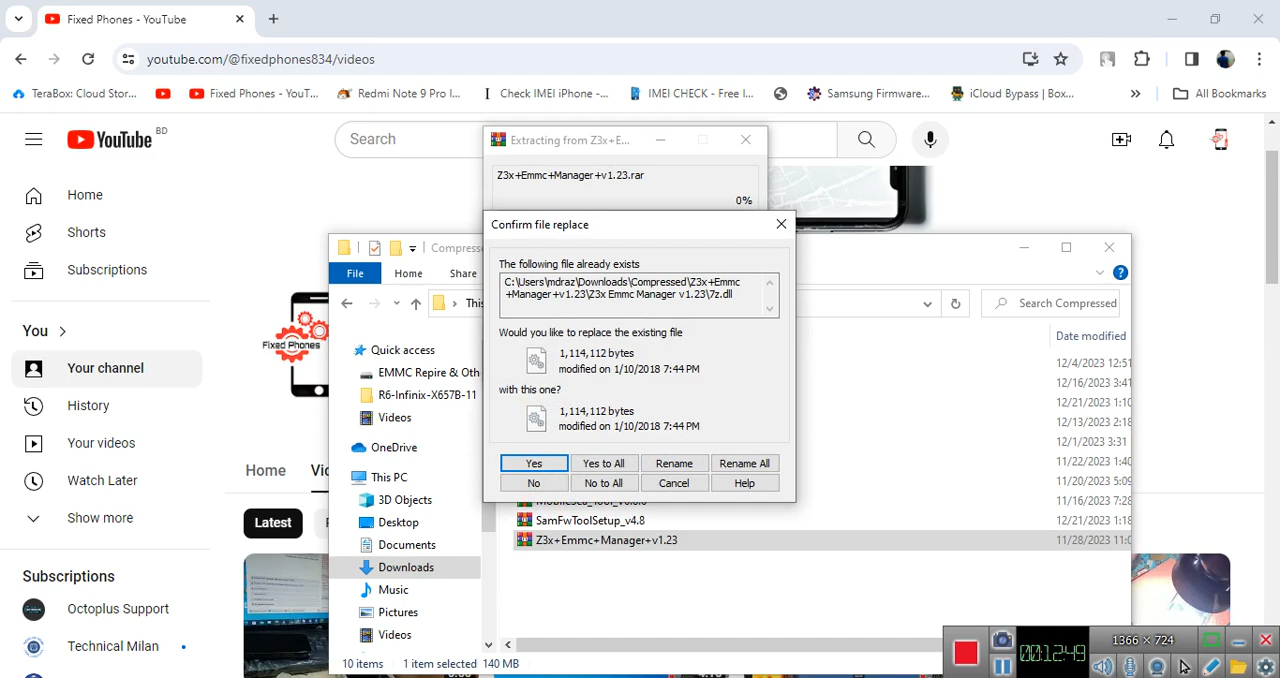 Fixed Phones - YouTube
youtube.com/@fixedphones834/videos
TeraBox: Cloud Stor...
Fixed Phones - YouT...
Redmi Note 9 Pro I...
Check IMEI iPhone -...
IMEI CHECK - Free I...
Samsung Firmware...
iCloud Bypass | Box...
All Bookmarks
YouTube
BD
Search
Home
Shorts
Subscriptions
You
Your channel
History
Your videos
Watch Later
Show more
Subscriptions
Octoplus Support
Technical Milan
Fixed Phones
Home
Latest
Extracting from Z3x+E...
Z3x+Emmc+Manager+v1.23.rar
0%
Confirm file replace
The following file already exists
C:\Users\mdraz\Downloads\Compressed\Z3x+Emmc
+Manager+v1.23\Z3x Emmc Manager v1.23\7z.dll
Would you like to replace the existing file
1,114,112 bytes
modified on 1/10/2018 7:44 PM
with this one?
1,114,112 bytes
modified on 1/10/2018 7:44 PM
Yes
Yes to All
Rename
Rename All
No
No to All
Cancel
Help
File
Home
Share
Search Compressed
Quick access
EMMC Repire & Oth
R6-Infinix-X657B-11
Videos
OneDrive
This PC
3D Objects
Desktop
Documents
Downloads
Music
Pictures
Videos
Date modified
12/4/2023 12:51
12/16/2023 3:41
12/21/2023 1:10
12/13/2023 2:18
12/1/2023 3:31
11/22/2023 1:40
11/20/2023 5:09
11/16/2023 7:28
SamFwToolSetup_v4.8
12/21/2023 1:18
Z3x+Emmc+Manager+v1.23
10 items
1 item selected
140 MB
1366 × 724
00:12:49